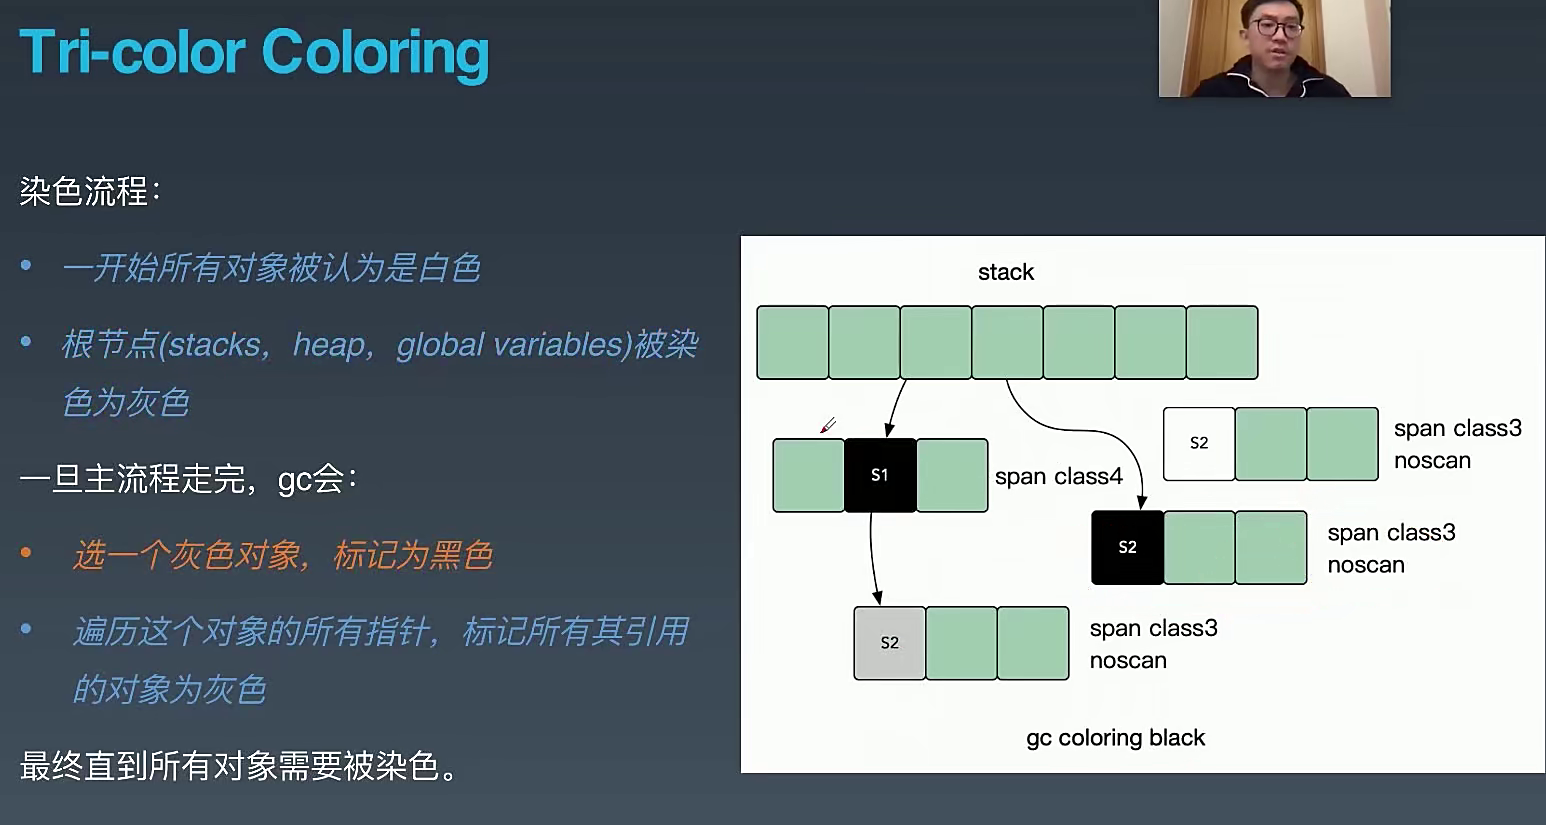 Tri-color Coloring
染色流程：
• 一开始所有对象被认为是白色
• 根节点(stacks，heap，global variables)被染
色为灰色
一旦主流程走完，gc会：
• 选一个灰色对象，标记为黑色
• 遍历这个对象的所有指针，标记所有其引用
的对象为灰色
最终直到所有对象需要被染色。
stack
S2
span class3
noscan
S1
span class4
S2
span class3
noscan
S2
span class3
noscan
gc coloring black